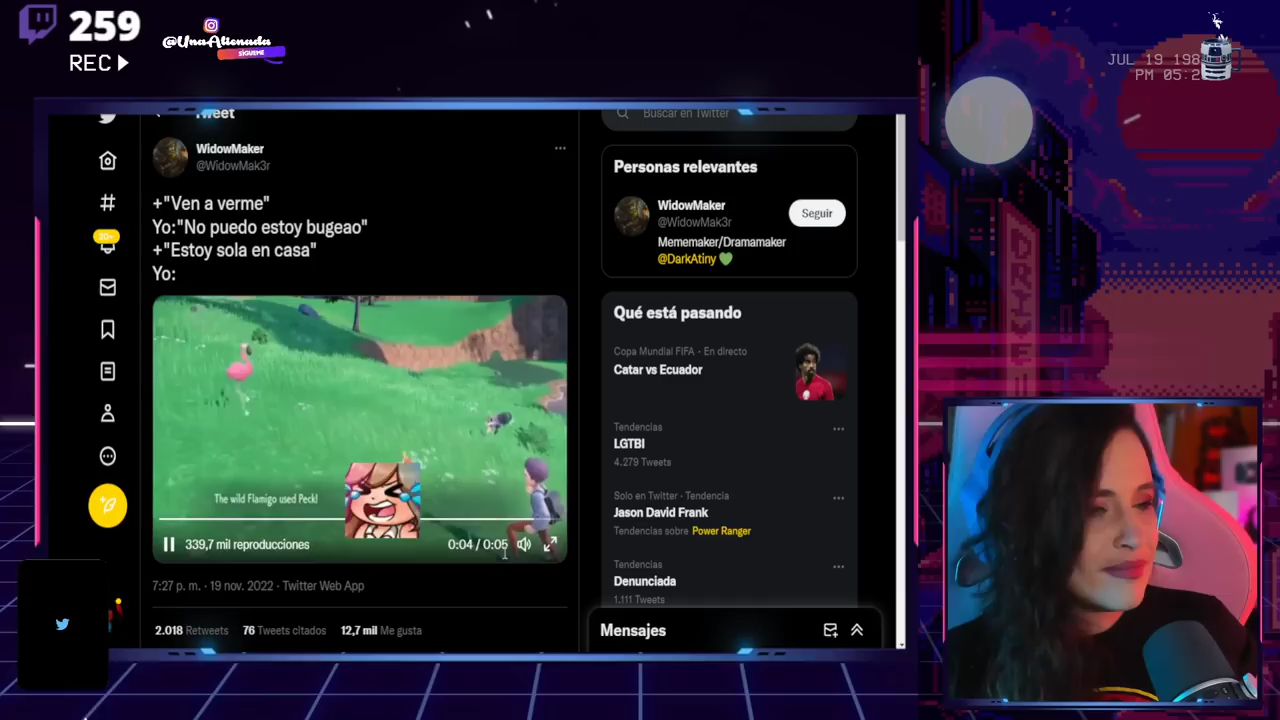 259
REC
@UnaAlienada
SÍGUEME
JUL 19 198
PM 05:2
Tweet
Buscar en Twitter
WidowMaker
@WidowMak3r
+"Ven a verme"
Yo:"No puedo estoy bugeao"
+"Estoy sola en casa"
Yo:
20+
The wild Flamigo used Peck!
339,7 mil reproducciones
0:04 / 0:05
7:27 p. m. · 19 nov. 2022 · Twitter Web App
2.018 Retweets 76 Tweets citados 12,7 mil Me gusta
Personas relevantes
WidowMaker
@WidowMak3r
Seguir
Mememaker/Dramamaker
@DarkAtiny
Qué está pasando
Copa Mundial FIFA · En directo
Catar vs Ecuador
Tendencias
LGTBI
4.279 Tweets
Solo en Twitter · Tendencia
Jason David Frank
Tendencias sobre Power Ranger
Tendencias
Denunciada
1.111 Tweets
Mensajes
DRIVE